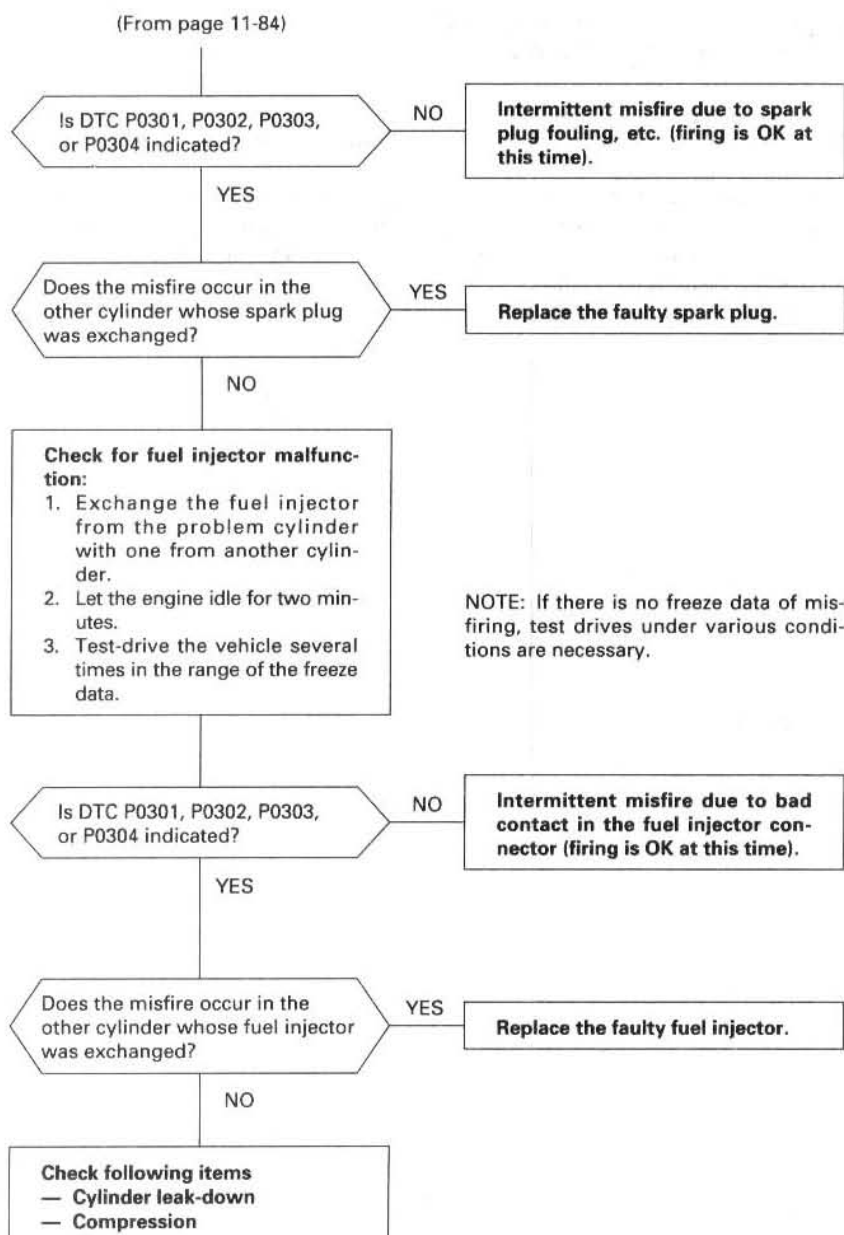 (From page 11-84)
Is DTC P0301, P0302, P0303,
or P0304 indicated?
NO
Intermittent misfire due to spark
plug fouling, etc. (firing is OK at
this time).
YES
Does the misfire occur in the
other cylinder whose spark plug
was exchanged?
YES
Replace the faulty spark plug.
NO
Check for fuel injector malfunc-
tion:
1. Exchange the fuel injector
from the problem cylinder
with one from another cylin-
der.
2. Let the engine idle for two min-
utes.
3. Test-drive the vehicle several
times in the range of the freeze
data.
NOTE: If there is no freeze data of mis-
firing, test drives under various condi-
tions are necessary.
Is DTC P0301, P0302, P0303,
or P0304 indicated?
NO
Intermittent misfire due to bad
contact in the fuel injector con-
nector (firing is OK at this time).
YES
Does the misfire occur in the
other cylinder whose fuel injector
was exchanged?
YES
Replace the faulty fuel injector.
NO
Check following items
— Cylinder leak-down
— Compression